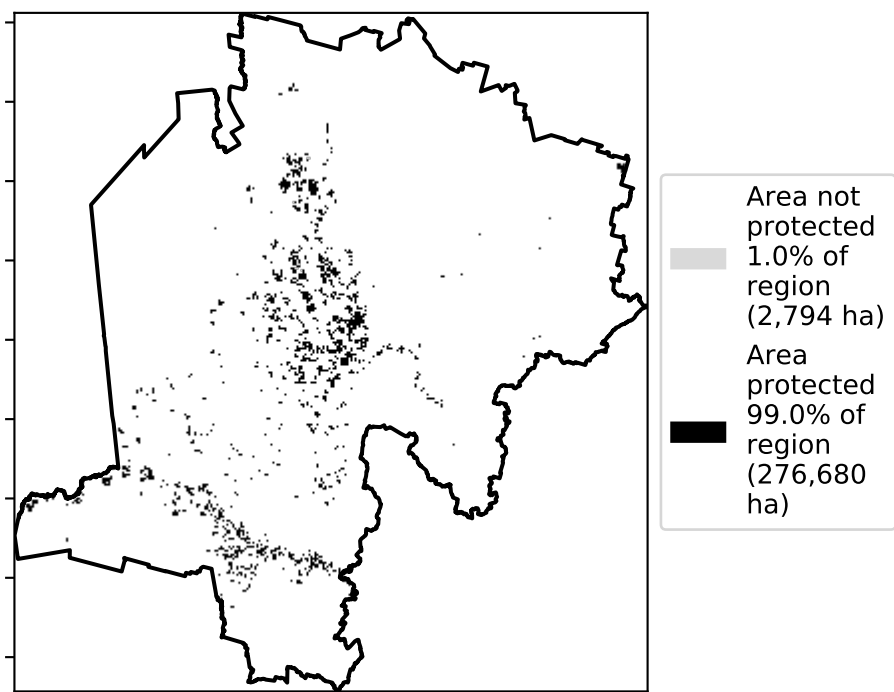 Area not
protected
1.0% of
region
(2,794 ha)
Area
protected
99.0% of
region
(276,680
ha)